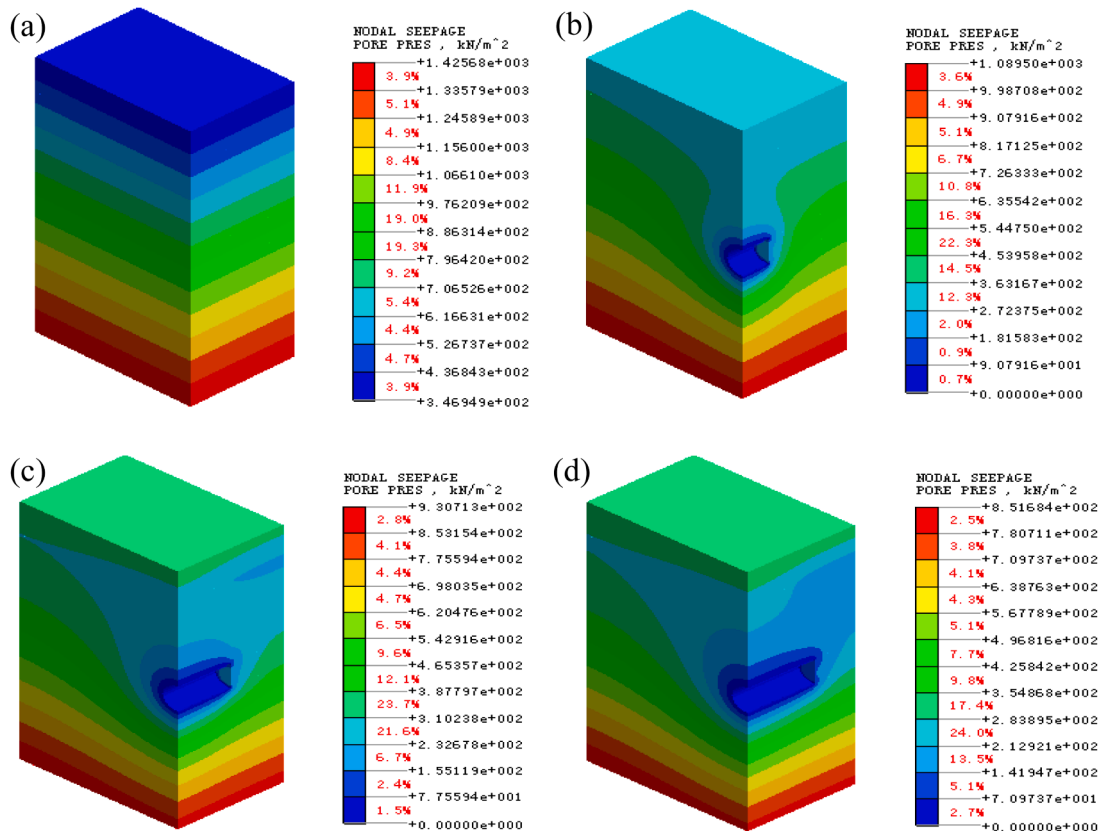 (a)
NODAL SEEPAGE
PORE PRES , kN/m^2
+1.42568e+003
3.9%
+1.33579e+003
5.1%
+1.24589e+003
4.9%
+1.15600e+003
8.4%
+1.06610e+003
11.9%
+9.76209e+002
19.0%
+8.86314e+002
19.3%
+7.96420e+002
9.2%
+7.06526e+002
5.4%
+6.16631e+002
4.4%
+5.26737e+002
4.7%
+4.36843e+002
3.9%
+3.46949e+002
(b)
NODAL SEEPAGE
PORE PRES , kN/m^2
+1.08950e+003
3.6%
+9.98708e+002
4.9%
+9.07916e+002
5.1%
+8.17125e+002
6.7%
+7.26333e+002
10.8%
+6.35542e+002
16.3%
+5.44750e+002
22.3%
+4.53958e+002
14.5%
+3.63167e+002
12.3%
+2.72375e+002
2.0%
+1.81583e+002
0.9%
+9.07916e+001
0.7%
+0.00000e+000
(c)
NODAL SEEPAGE
PORE PRES , kN/m^2
+9.30713e+002
2.8%
+8.53154e+002
4.1%
+7.75594e+002
4.4%
+6.98035e+002
4.7%
+6.20476e+002
6.5%
+5.42916e+002
9.6%
+4.65357e+002
12.1%
+3.87797e+002
23.7%
+3.10238e+002
21.6%
+2.32678e+002
6.7%
+1.55119e+002
2.4%
+7.75594e+001
1.5%
+0.00000e+000
(d)
NODAL SEEPAGE
PORE PRES , kN/m^2
+8.51684e+002
2.5%
+7.80711e+002
3.8%
+7.09737e+002
4.1%
+6.38763e+002
4.3%
+5.67789e+002
5.1%
+4.96816e+002
7.7%
+4.25842e+002
9.8%
+3.54868e+002
17.4%
+2.83895e+002
24.0%
+2.12921e+002
13.5%
+1.41947e+002
5.1%
+7.09737e+001
2.7%
+0.00000e+000